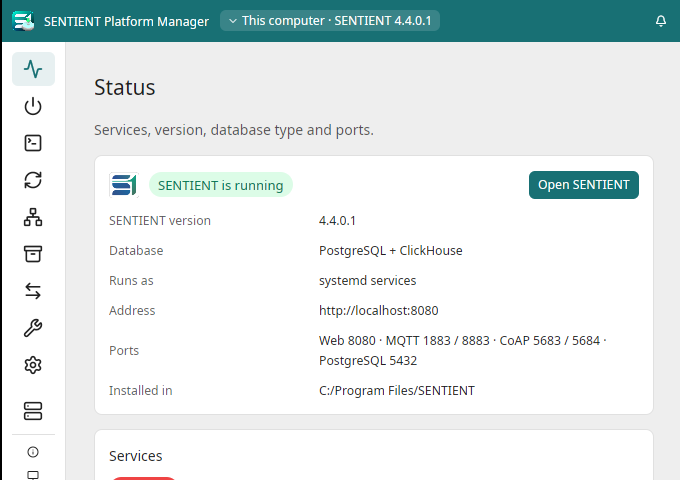 SENTIENT Platform Manager
This computer · SENTIENT 4.4.0.1
Status
Services, version, database type and ports.
SENTIENT is running
Open SENTIENT
SENTIENT version
4.4.0.1
Database
PostgreSQL + ClickHouse
Runs as
systemd services
Address
http://localhost:8080
Ports
Web 8080 · MQTT 1883 / 8883 · CoAP 5683 / 5684 ·
PostgreSQL 5432
Installed in
C:/Program Files/SENTIENT
Services